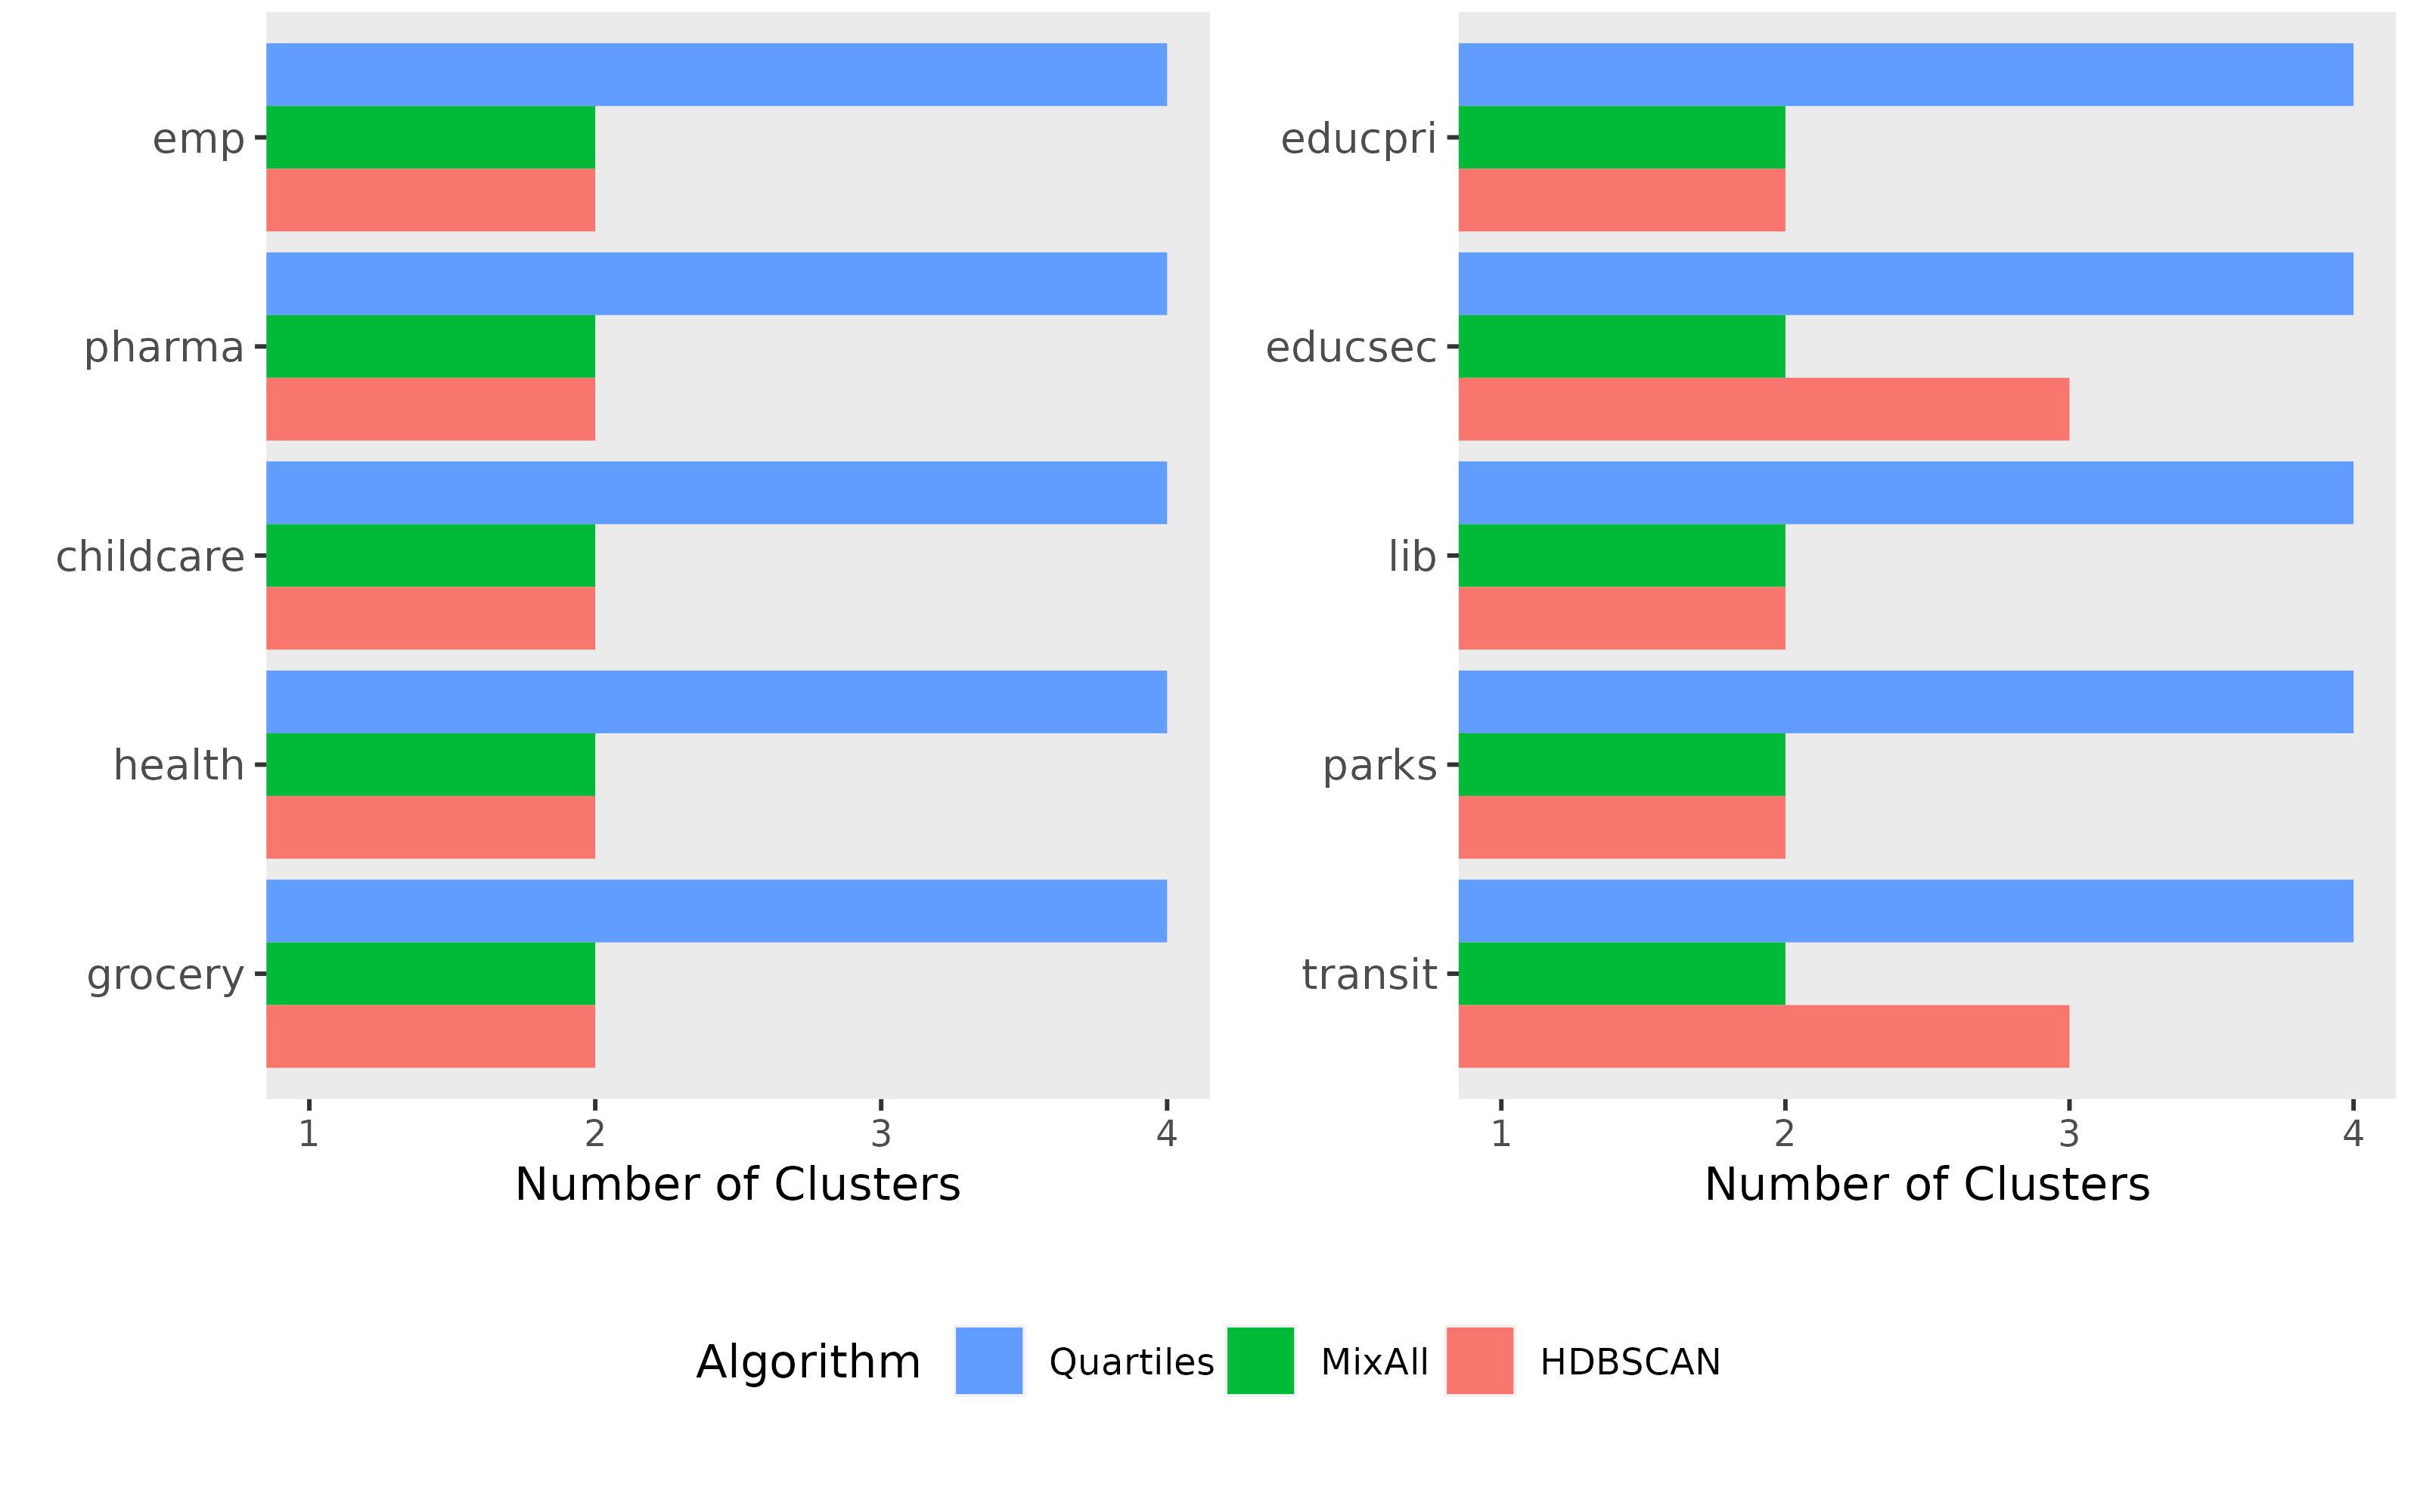 emp
pharma
childcare
health
grocery
1 2 3 4
Number of Clusters
educpri
educsec
lib
parks
transit
1 2 3 4
Number of Clusters
Algorithm Quartiles MixAll HDBSCAN